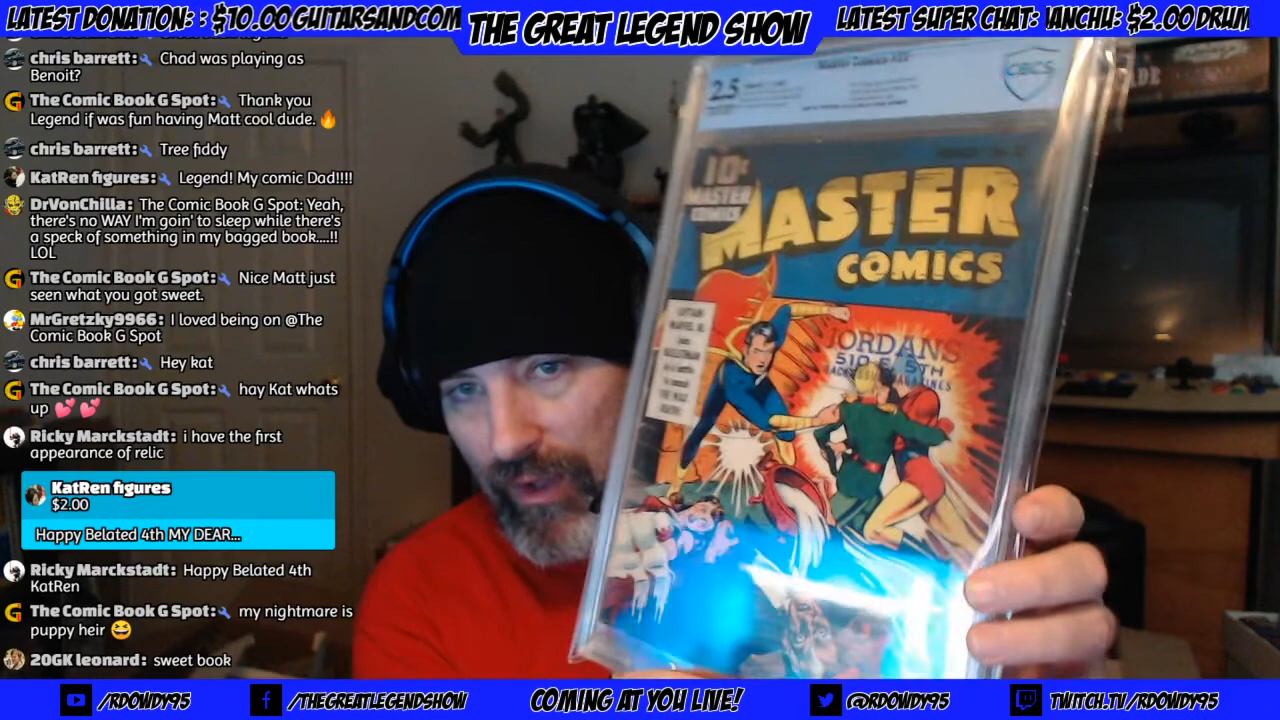 LATEST DONATION: : $10.00 GUITARSANDCOM
THE GREAT LEGEND SHOW
LATEST SUPER CHAT: IANCHU: $2.00 DRUM
chris barrett: Chad was playing as
Benoit?
The Comic Book G Spot: Thank you
Legend if was fun having Matt cool dude. 🔥
chris barrett: Tree fiddy
KatRen figures: Legend! My comic Dad!!!!
DrVonChilla: The Comic Book G Spot: Yeah,
there's no WAY I'm goin' to sleep while there's
a speck of something in my bagged book....!!
LOL
The Comic Book G Spot: Nice Matt just
seen what you got sweet.
MrGretzky9966: I loved being on @The
Comic Book G Spot
chris barrett: Hey kat
The Comic Book G Spot: hay Kat whats
up 💕 💕
Ricky Marckstadt: i have the first
appearance of relic
KatRen figures
$2.00
Happy Belated 4th MY DEAR...
Ricky Marckstadt: Happy Belated 4th
KatRen
The Comic Book G Spot: my nightmare is
puppy heir 😆
20GK leonard: sweet book
2.5
CBCS
10¢
MASTER
COMICS
MASTER
COMICS
CAPTAIN
MARVEL JR.
JORDANS
510 E 5TH
/RDOWDY95
/THEGREATLEGENDSHOW
COMING AT YOU LIVE!
@RDOWDY95
TWITCH.TV/RDOWDY95